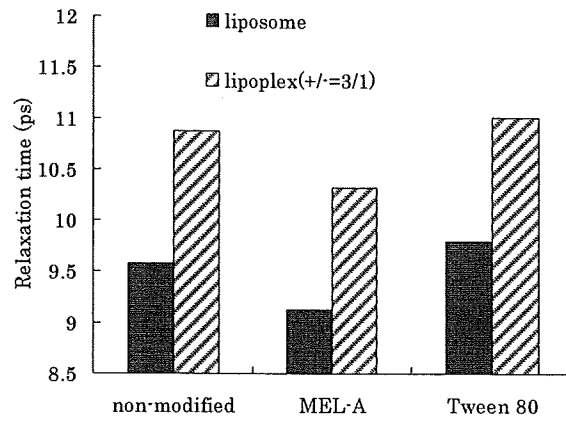 12
11.5
11
10.5
10
9.5
9
8.5
Relaxation time (ps)
liposome
lipoplex(+/-=3/1)
non-modified
MEL-A
Tween 80